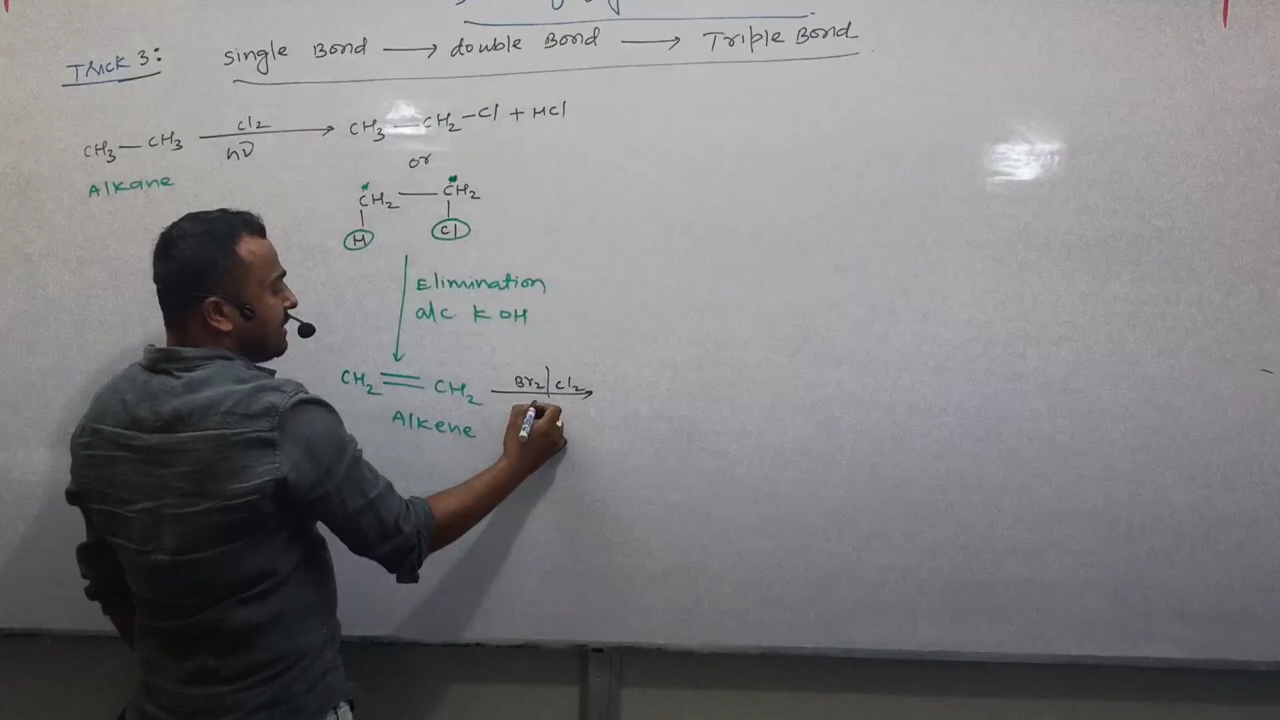 Trick 3: single Bond → double Bond → Triple Bond
CH3 — CH3 Cl2 hν → CH3 — CH2 – Cl + HCl
Alkane
or
CH2 — CH2
H Cl
Elimination
alc. KOH
CH2 = CH2 Br2 | Cl2 →
Alkene